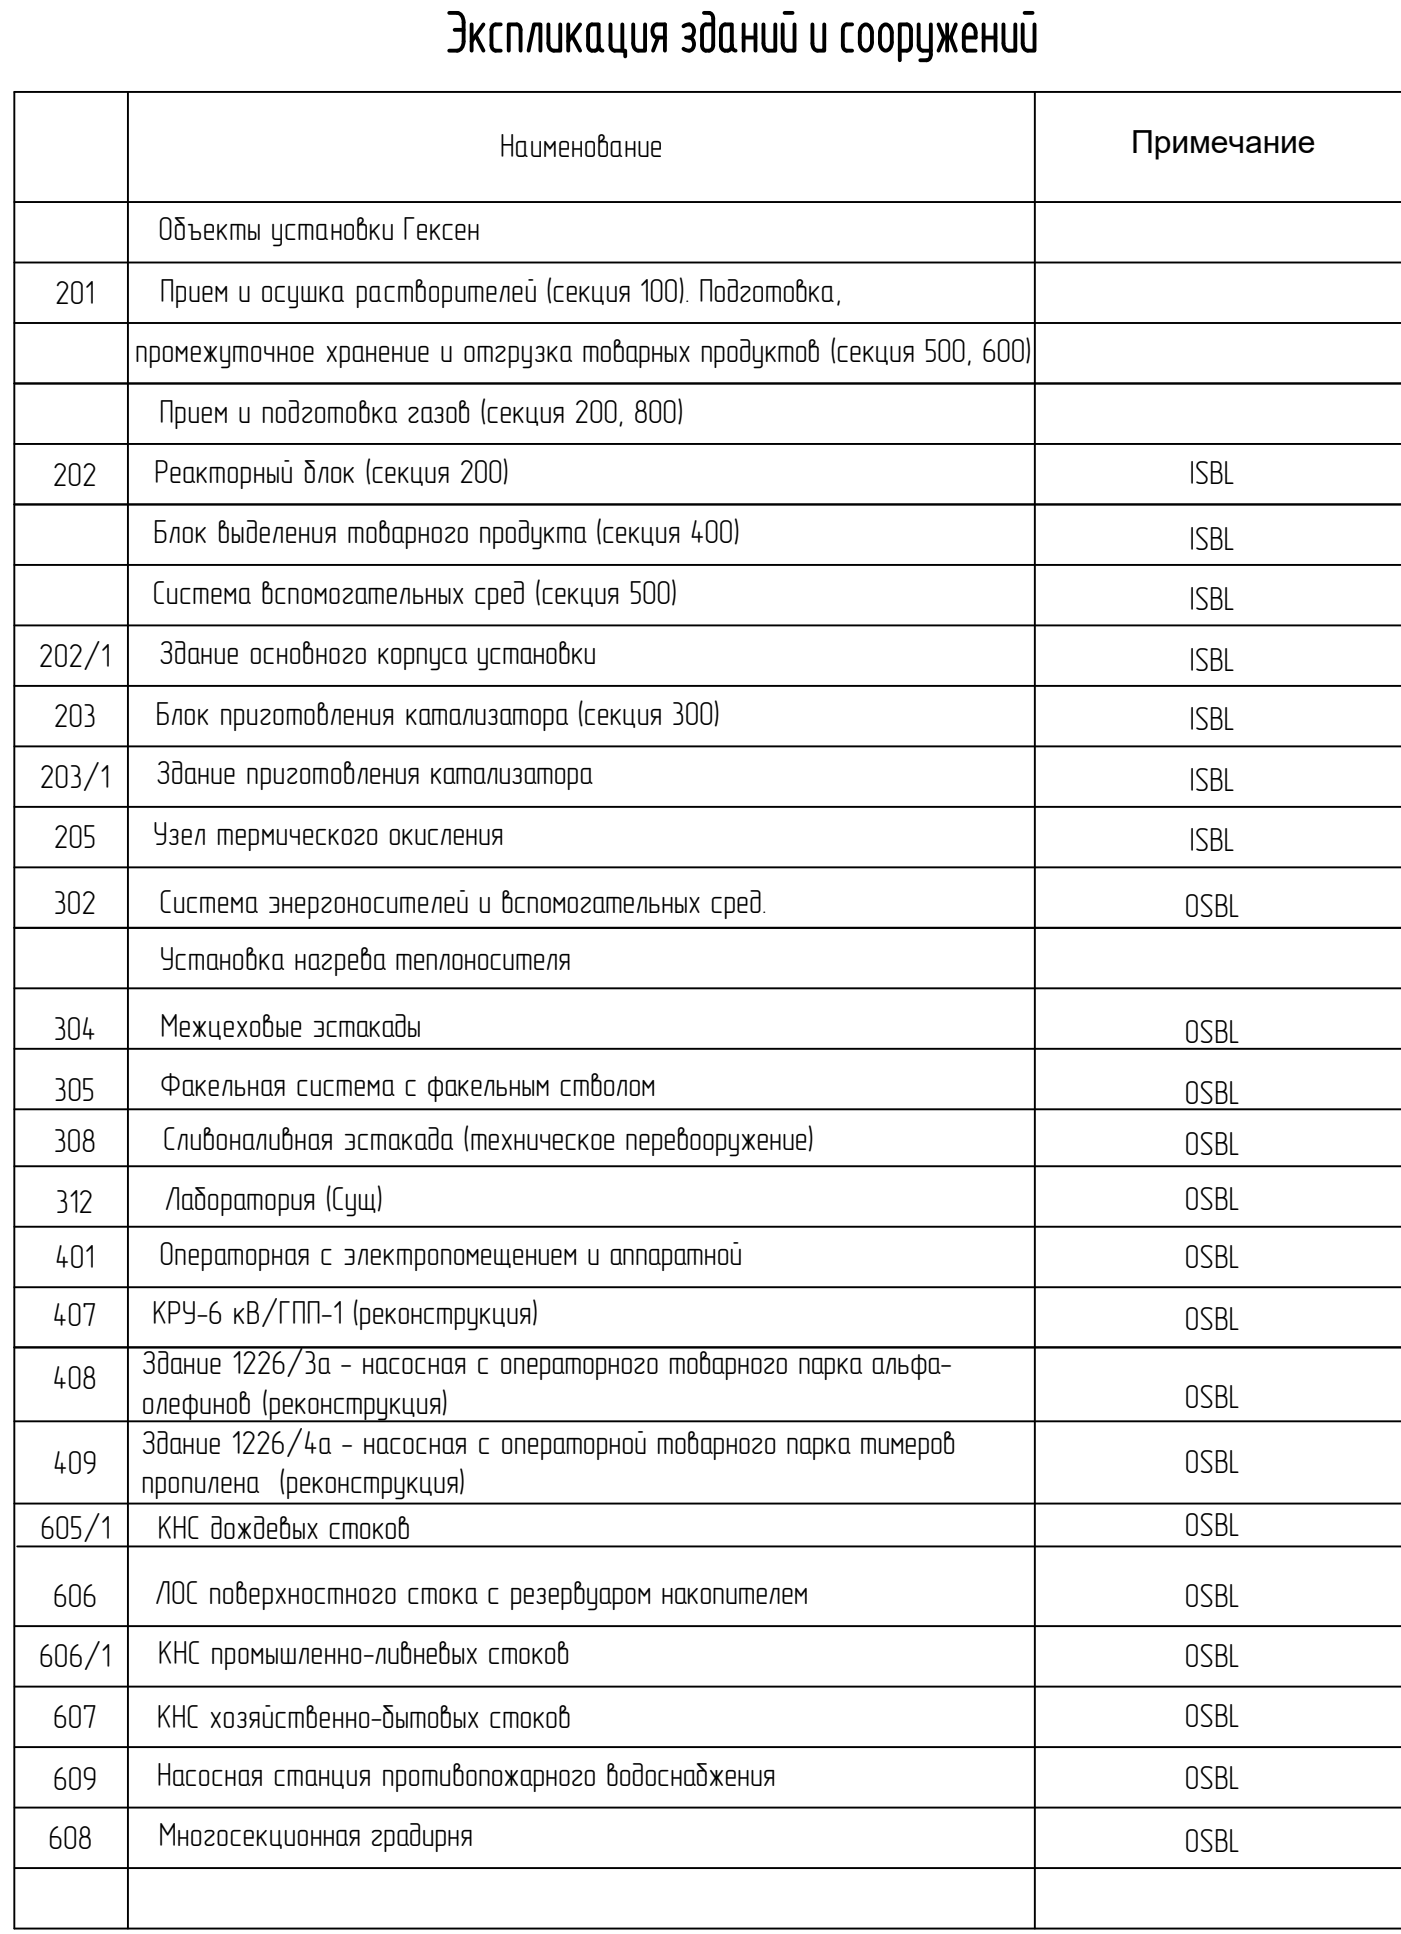 Экспликация зданий и сооружений
Наименование Примечание
Объекты установки Гексен
201 Прием и осушка растворителей (секция 100). Подготовка,
промежуточное хранение и отгрузка товарных продуктов (секция 500, 600)
Прием и подготовка газов (секция 200, 800)
202 Реакторный блок (секция 200) ISBL
Блок выделения товарного продукта (секция 400) ISBL
Система вспомогательных сред (секция 500) ISBL
202/1 Здание основного корпуса установки ISBL
203 Блок приготовления катализатора (секция 300) ISBL
203/1 Здание приготовления катализатора ISBL
205 Узел термического окисления ISBL
302 Система энергоносителей и вспомогательных сред. OSBL
Установка нагрева теплоносителя
304 Межцеховые эстакады OSBL
305 Факельная система с факельным стволом OSBL
308 Сливоналивная эстакада (техническое перевооружение) OSBL
312 Лаборатория (Сущ) OSBL
401 Операторная с электропомещением и аппаратной OSBL
407 КРУ-6 кВ/ГПП-1 (реконструкция) OSBL
408 Здание 1226/3а - насосная с операторного товарного парка альфа-
олефинов (реконструкция) OSBL
409 Здание 1226/4а - насосная с операторной товарного парка тимеров
пропилена (реконструкция) OSBL
605/1 КНС дождевых стоков OSBL
606 ЛОС поверхностного стока с резервуаром накопителем OSBL
606/1 КНС промышленно-ливневых стоков OSBL
607 КНС хозяйственно-бытовых стоков OSBL
609 Насосная станция противопожарного водоснабжения OSBL
608 Многосекционная градирня OSBL